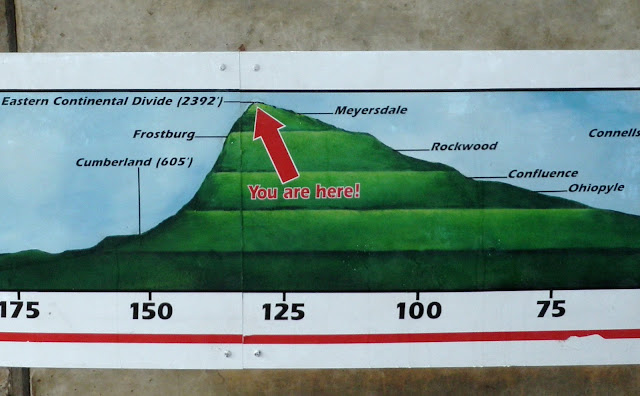 Eastern Continental Divide (2392')
Meyersdale
Frostburg
Connells
Rockwood
Cumberland (605')
Confluence
Ohiopyle
You are here!
175 150 125 100 75